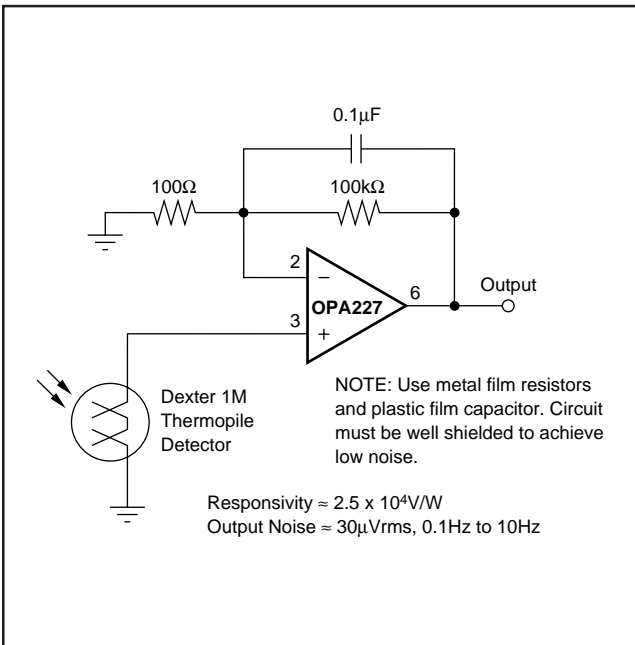 0.1µF
100Ω
100kΩ
2
–
6
Output
OPA227
3
+
Dexter 1M
Thermopile
Detector
NOTE: Use metal film resistors
and plastic film capacitor. Circuit
must be well shielded to achieve
low noise.
Responsivity ≈ 2.5 x 10⁴V/W
Output Noise ≈ 30µVrms, 0.1Hz to 10Hz